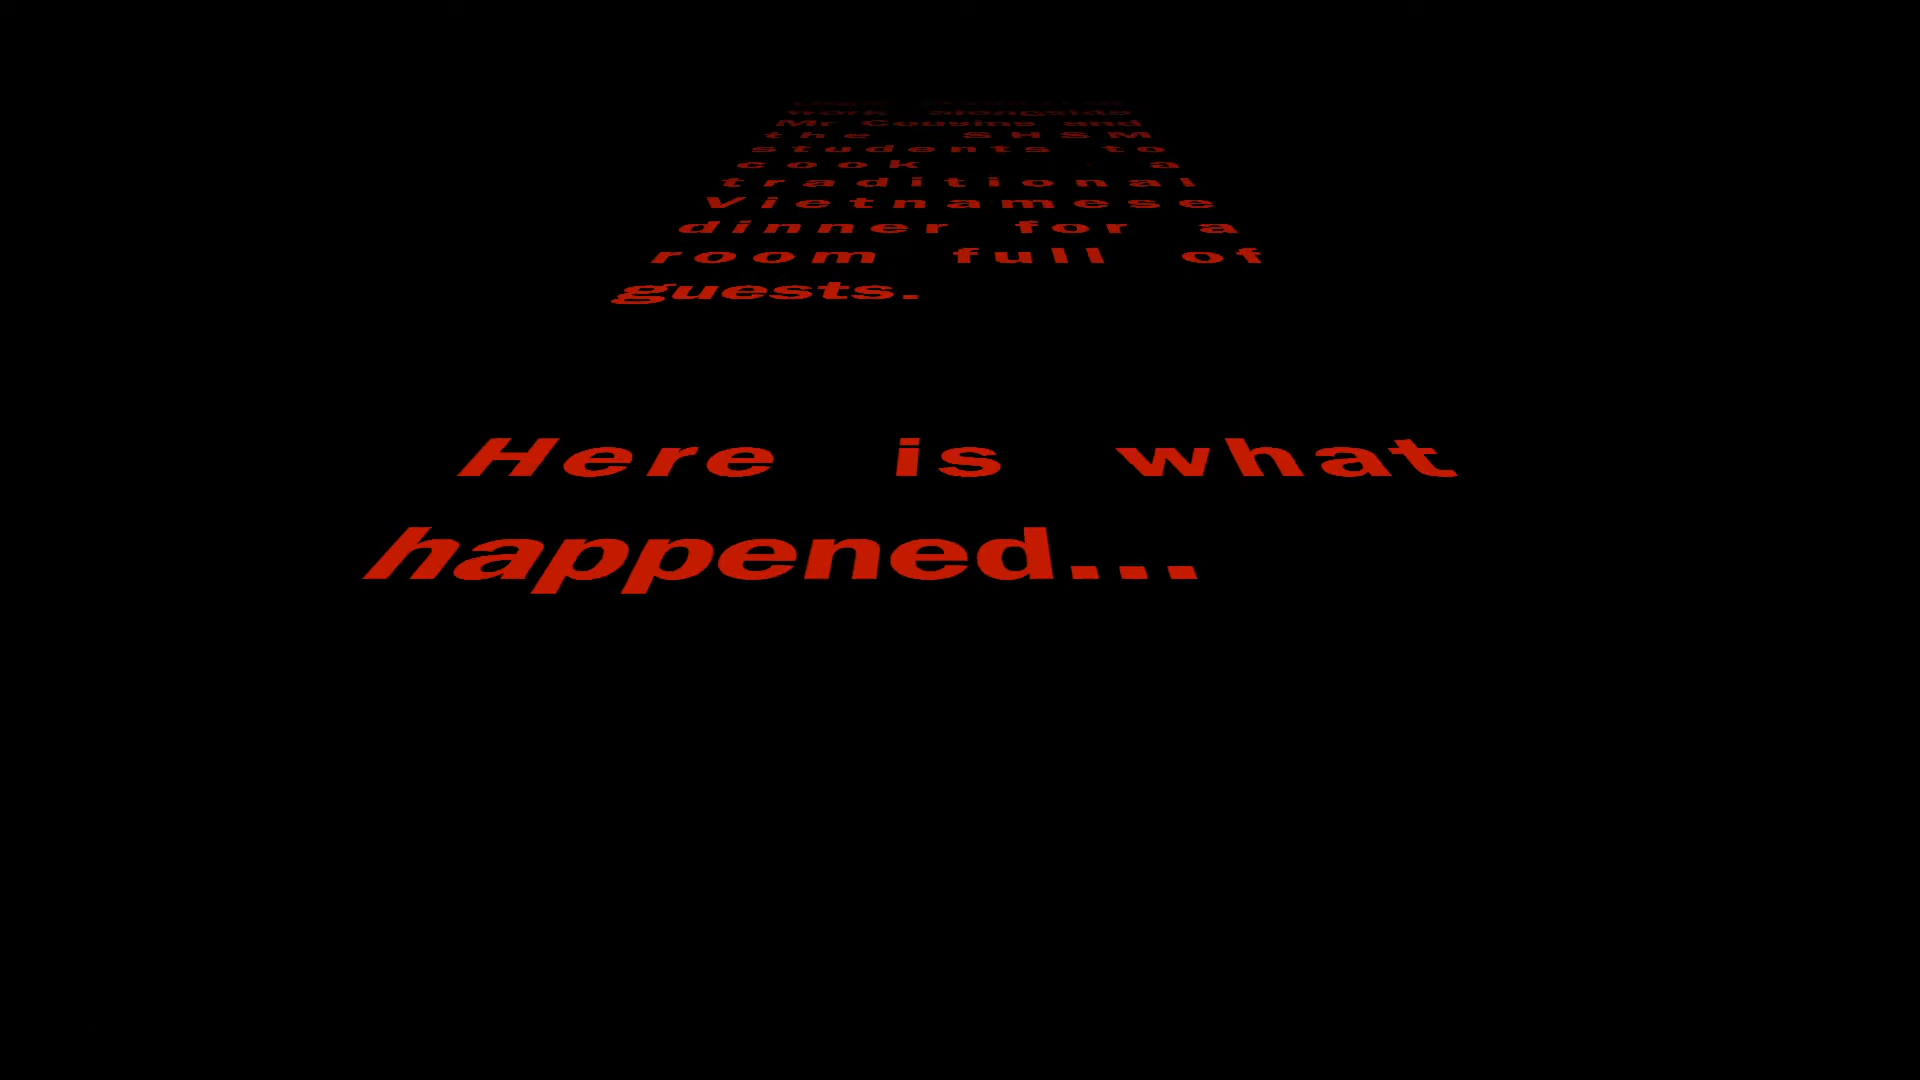 work alongside
Mr Cousins and
the SHSM
students to
cook a
traditional
Vietnamese
dinner for a
room full of
guests.
Here is what
happened...